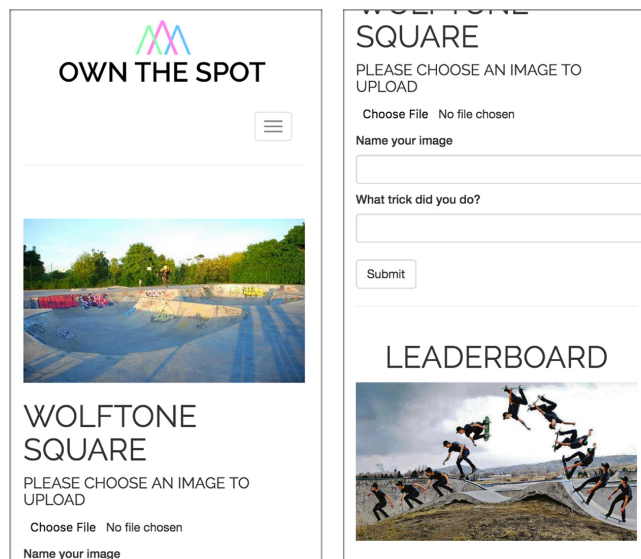 OWN THE SPOT
WOLFTONE
SQUARE
PLEASE CHOOSE AN IMAGE TO
UPLOAD
Choose File No file chosen
Name your image
WOLFTONE
SQUARE
PLEASE CHOOSE AN IMAGE TO
UPLOAD
Choose File No file chosen
Name your image
What trick did you do?
Submit
LEADERBOARD